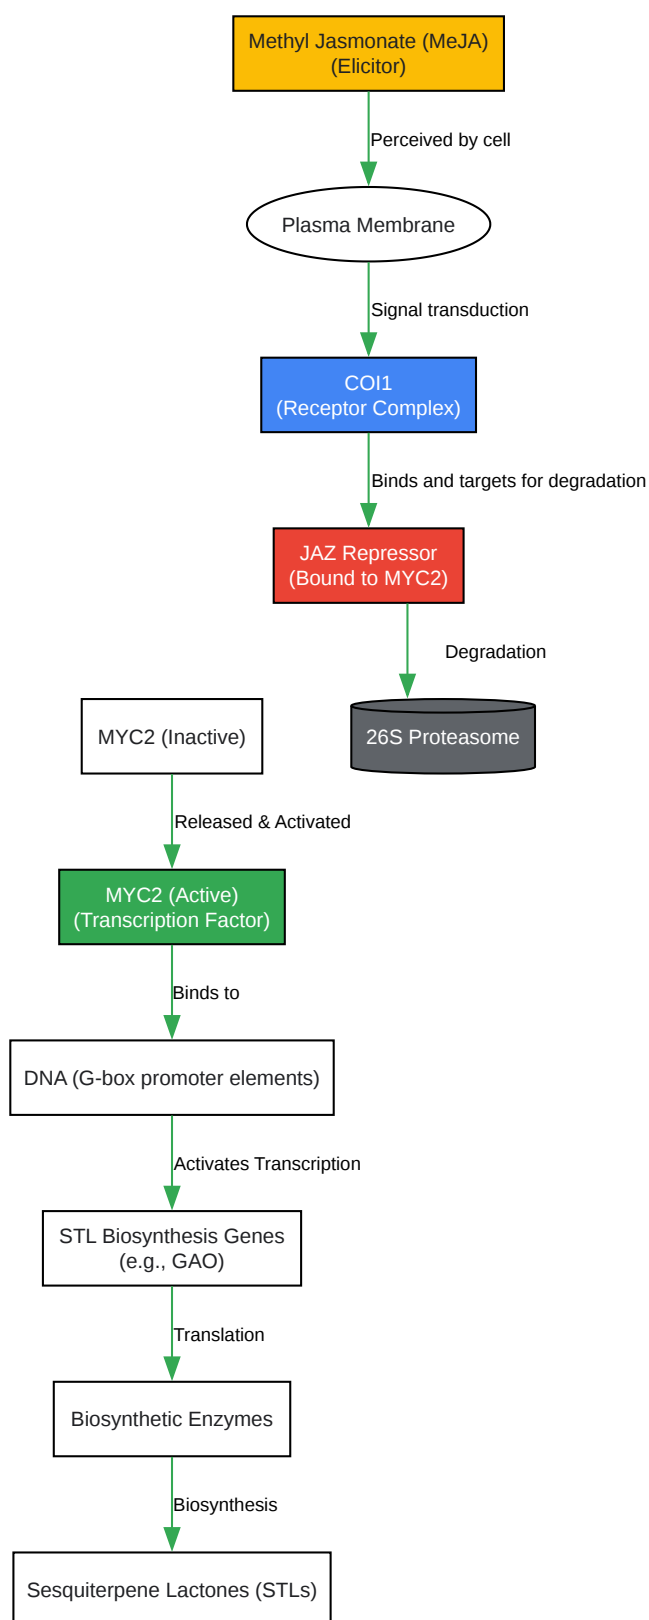 Methyl Jasmonate (MeJA)
(Elicitor)
Perceived by cell
Plasma Membrane
Signal transduction
COI1
(Receptor Complex)
Binds and targets for degradation
JAZ Repressor
(Bound to MYC2)
Degradation
MYC2 (Inactive)
26S Proteasome
Released & Activated
MYC2 (Active)
(Transcription Factor)
Binds to
DNA (G-box promoter elements)
Activates Transcription
STL Biosynthesis Genes
(e.g., GAO)
Translation
Biosynthetic Enzymes
Biosynthesis
Sesquiterpene Lactones (STLs)